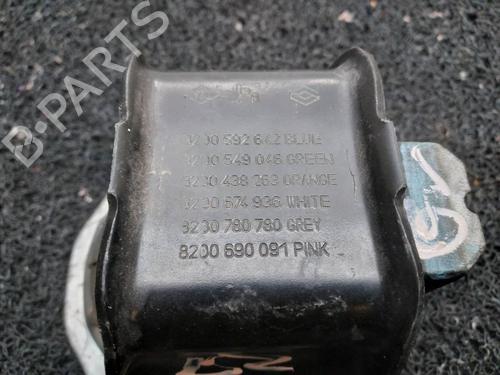 B-PARTS
8200 592 642 BLUE
8200 549 046 GREEN
8200 438 263 ORANGE
8200 674 936 WHITE
8200 780 780 GREY
8200 690 091 PINK